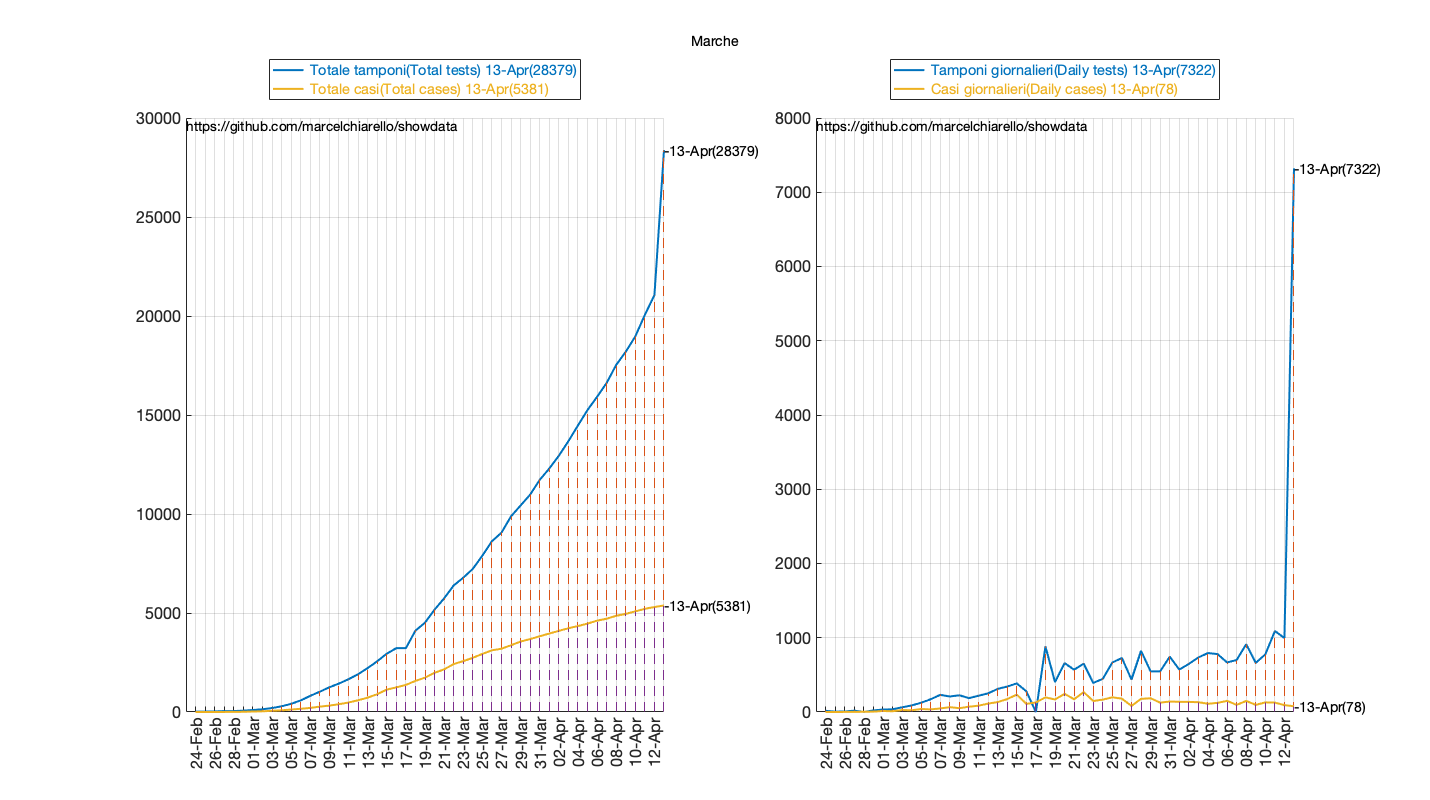 Marche
Totale tamponi(Total tests) 13-Apr(28379)
Totale casi(Total cases) 13-Apr(5381)
https://github.com/marcelchiarello/showdata
30000
25000
20000
15000
10000
5000
0
-13-Apr(28379)
-13-Apr(5381)
24-Feb
26-Feb
28-Feb
01-Mar
03-Mar
05-Mar
07-Mar
09-Mar
11-Mar
13-Mar
15-Mar
17-Mar
19-Mar
21-Mar
23-Mar
25-Mar
27-Mar
29-Mar
31-Mar
02-Apr
04-Apr
06-Apr
08-Apr
10-Apr
12-Apr
Tamponi giornalieri(Daily tests) 13-Apr(7322)
Casi giornalieri(Daily cases) 13-Apr(78)
https://github.com/marcelchiarello/showdata
8000
7000
6000
5000
4000
3000
2000
1000
0
-13-Apr(7322)
-13-Apr(78)
24-Feb
26-Feb
28-Feb
01-Mar
03-Mar
05-Mar
07-Mar
09-Mar
11-Mar
13-Mar
15-Mar
17-Mar
19-Mar
21-Mar
23-Mar
25-Mar
27-Mar
29-Mar
31-Mar
02-Apr
04-Apr
06-Apr
08-Apr
10-Apr
12-Apr